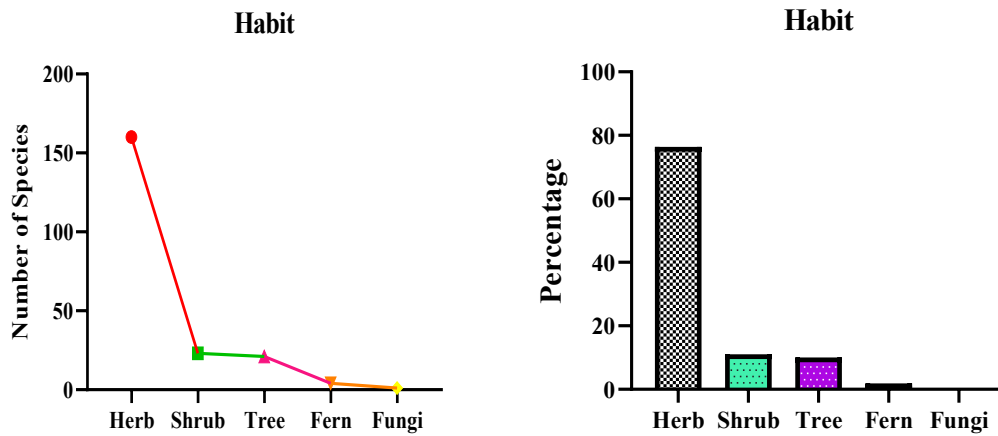 Habit
Number of Species
200
150
100
50
0
Herb Shrub Tree Fern Fungi
Habit
Percentage
100
80
60
40
20
0
Herb Shrub Tree Fern Fungi